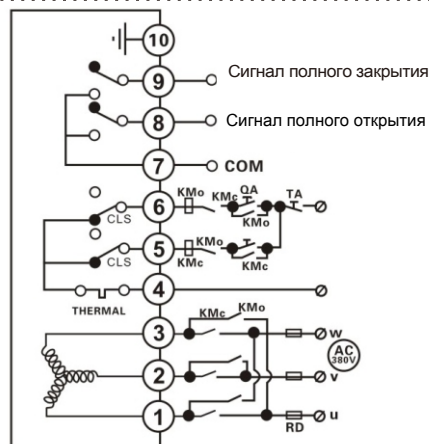 10
9 Сигнал полного закрытия
8 Сигнал полного открытия
7 COM
CLS 6 KMo KMc QA KMo TA
CLS 5 KMc KMo KMc
THERMAL 4
3 KMc KMo w
2 v AC 380V
1 RD u